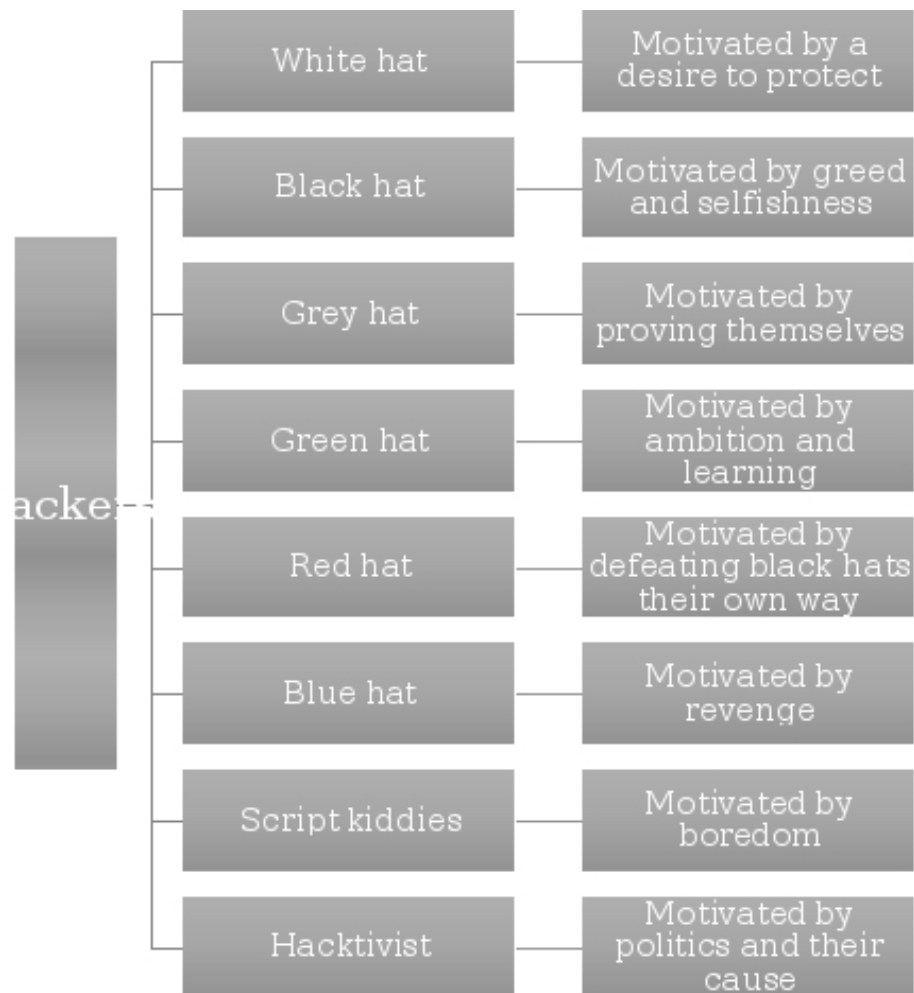 White hat
Motivated by a
desire to protect
Black hat
Motivated by greed
and selfishness
Grey hat
Motivated by
proving themselves
Green hat
Motivated by
ambition and
learning
acker
Red hat
Motivated by
defeating black hats
their own way
Blue hat
Motivated by
revenge
Script kiddies
Motivated by
boredom
Hacktivist
Motivated by
politics and their
cause